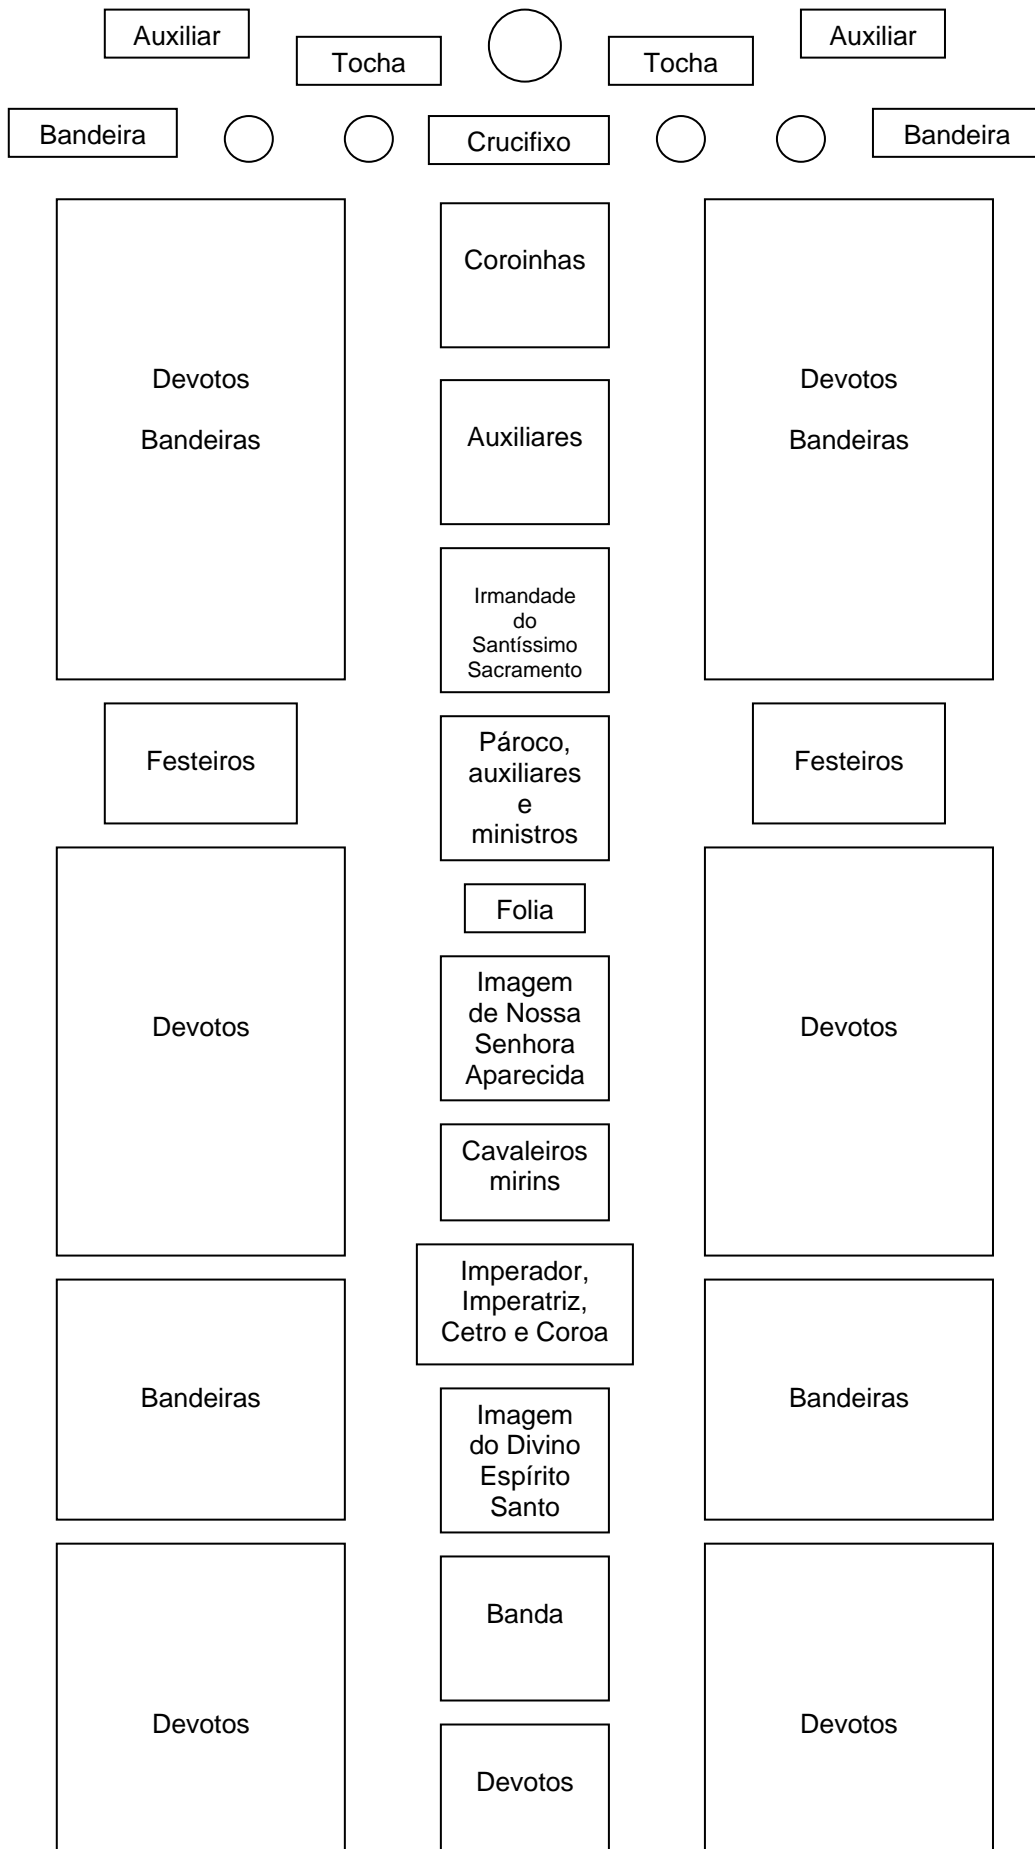 Auxiliar
Tocha
Tocha
Auxiliar
Bandeira
Crucifixo
Bandeira
Devotos
Bandeiras
Coroinhas
Devotos
Bandeiras
Auxiliares
Irmandade
do
Santíssimo
Sacramento
Festeiros
Pároco,
auxiliares
e
ministros
Festeiros
Folia
Devotos
Imagem
de Nossa
Senhora
Aparecida
Devotos
Cavaleiros
mirins
Imperador,
Imperatriz,
Cetro e Coroa
Bandeiras
Imagem
do Divino
Espírito
Santo
Bandeiras
Banda
Devotos
Devotos
Devotos